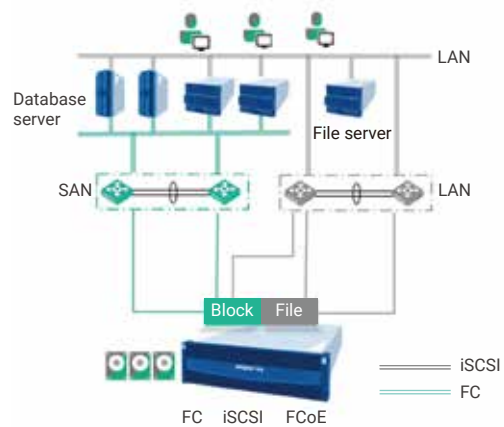 LAN
Database
server
File server
SAN
LAN
Block File
iSCSI
FC
FC iSCSI FCoE